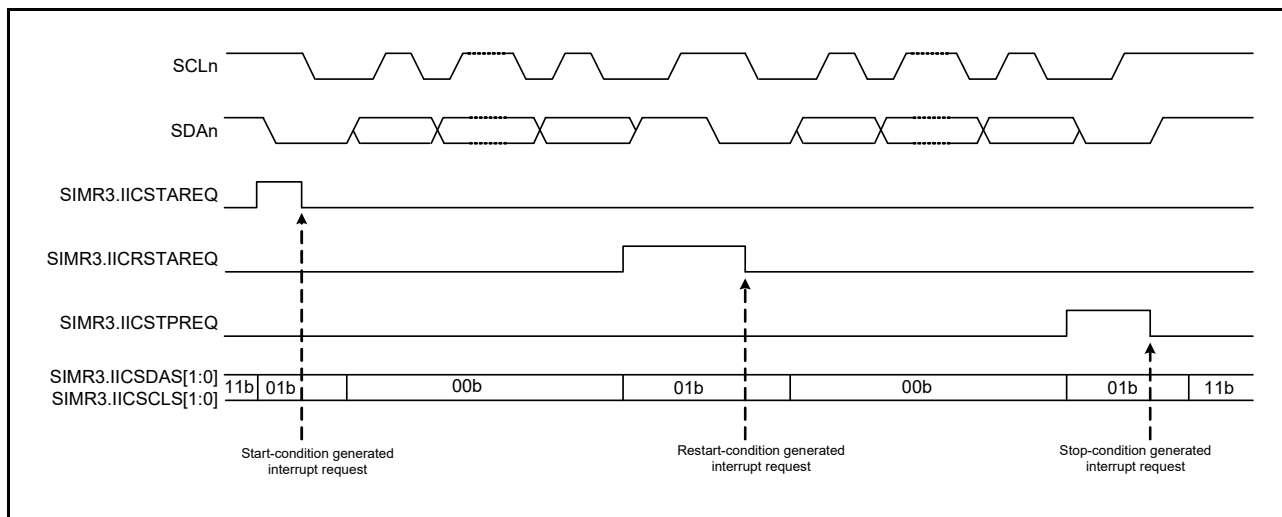 SCLn
SDAn
SIMR3.IICSTAREQ
SIMR3.IICRSTAREQ
SIMR3.IICSTPREQ
SIMR3.IICSDAS[1:0]
SIMR3.IICSCLS[1:0]
11b 01b 00b 01b 00b 01b 11b
Start-condition generated
interrupt request
Restart-condition generated
interrupt request
Stop-condition generated
interrupt request